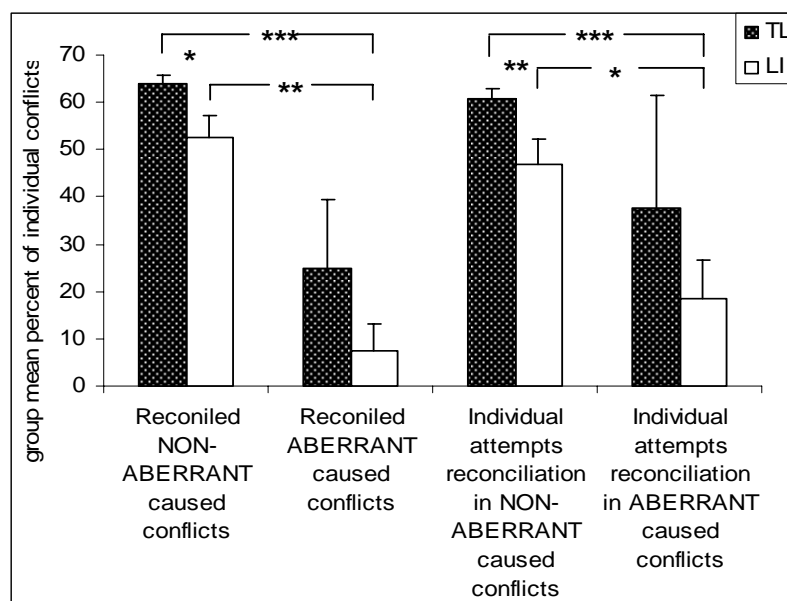 TL
LI
***
*
**
***
**
*
group mean percent of individual conflicts
70
60
50
40
30
20
10
0
Reconiled
NON-
ABERRANT
caused
conflicts
Reconiled
ABERRANT
caused
conflicts
Individual
attempts
reconciliation
in NON-
ABERRANT
caused
conflicts
Individual
attempts
reconciliation
in ABERRANT
caused
conflicts